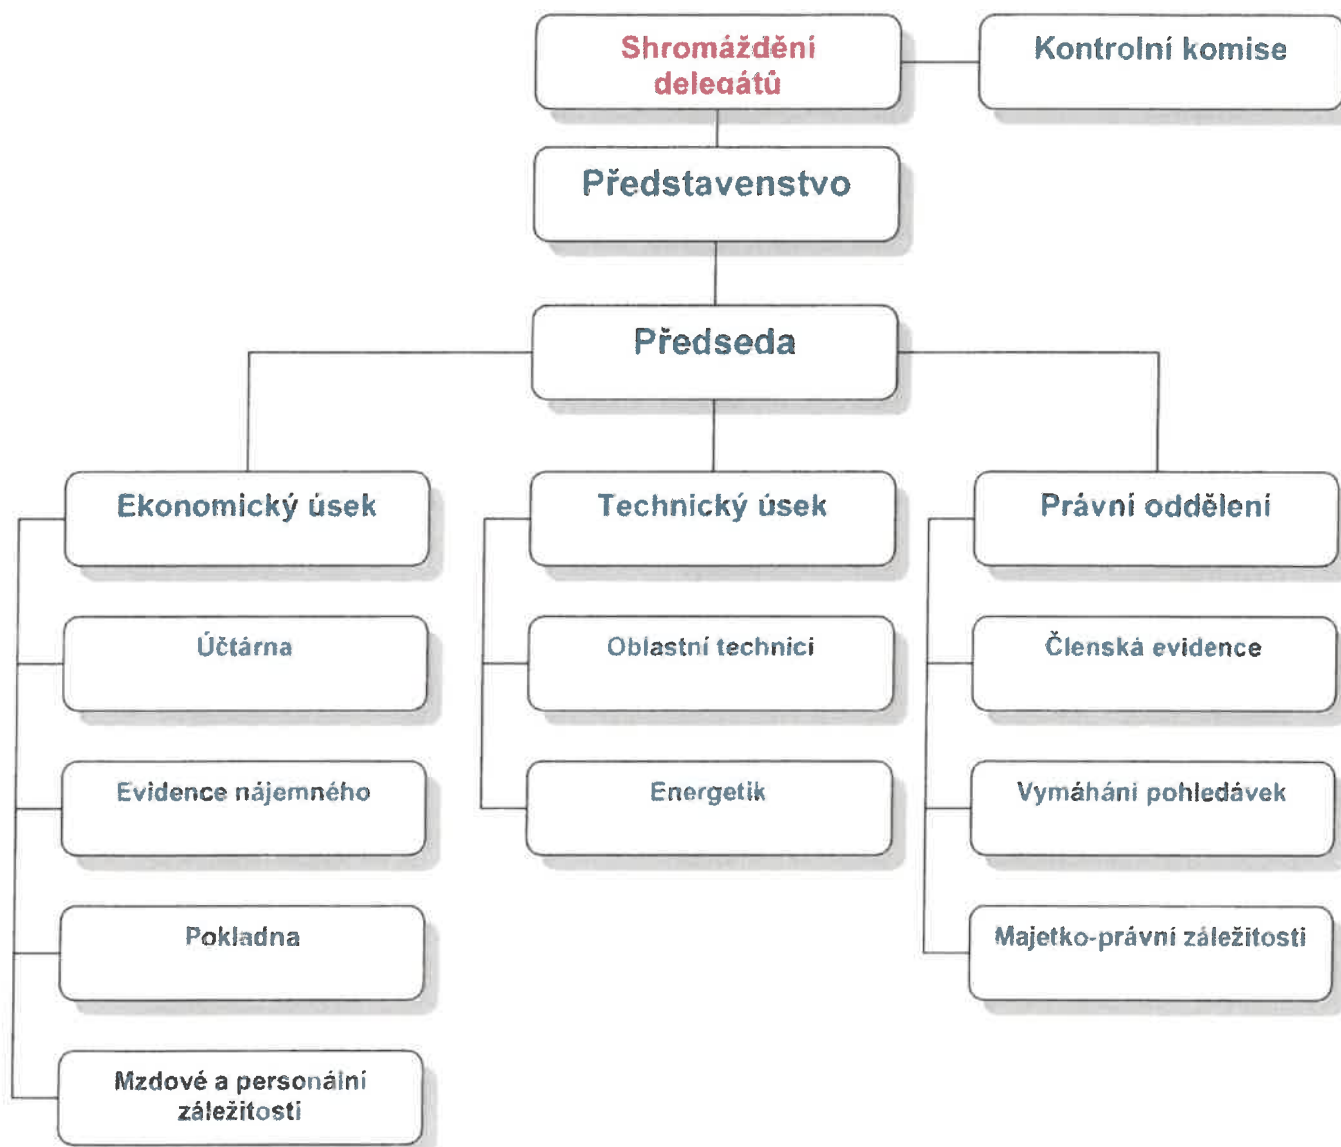 Shromáždění
delegátů
Kontrolní komise
Představenstvo
Předseda
Ekonomický úsek
Technický úsek
Právní oddělení
Účtárna
Oblastní technici
Členská evidence
Evidence nájemného
Energetik
Vymáhání pohledávek
Pokladna
Majetko-právní záležitosti
Mzdové a personální
záležitosti